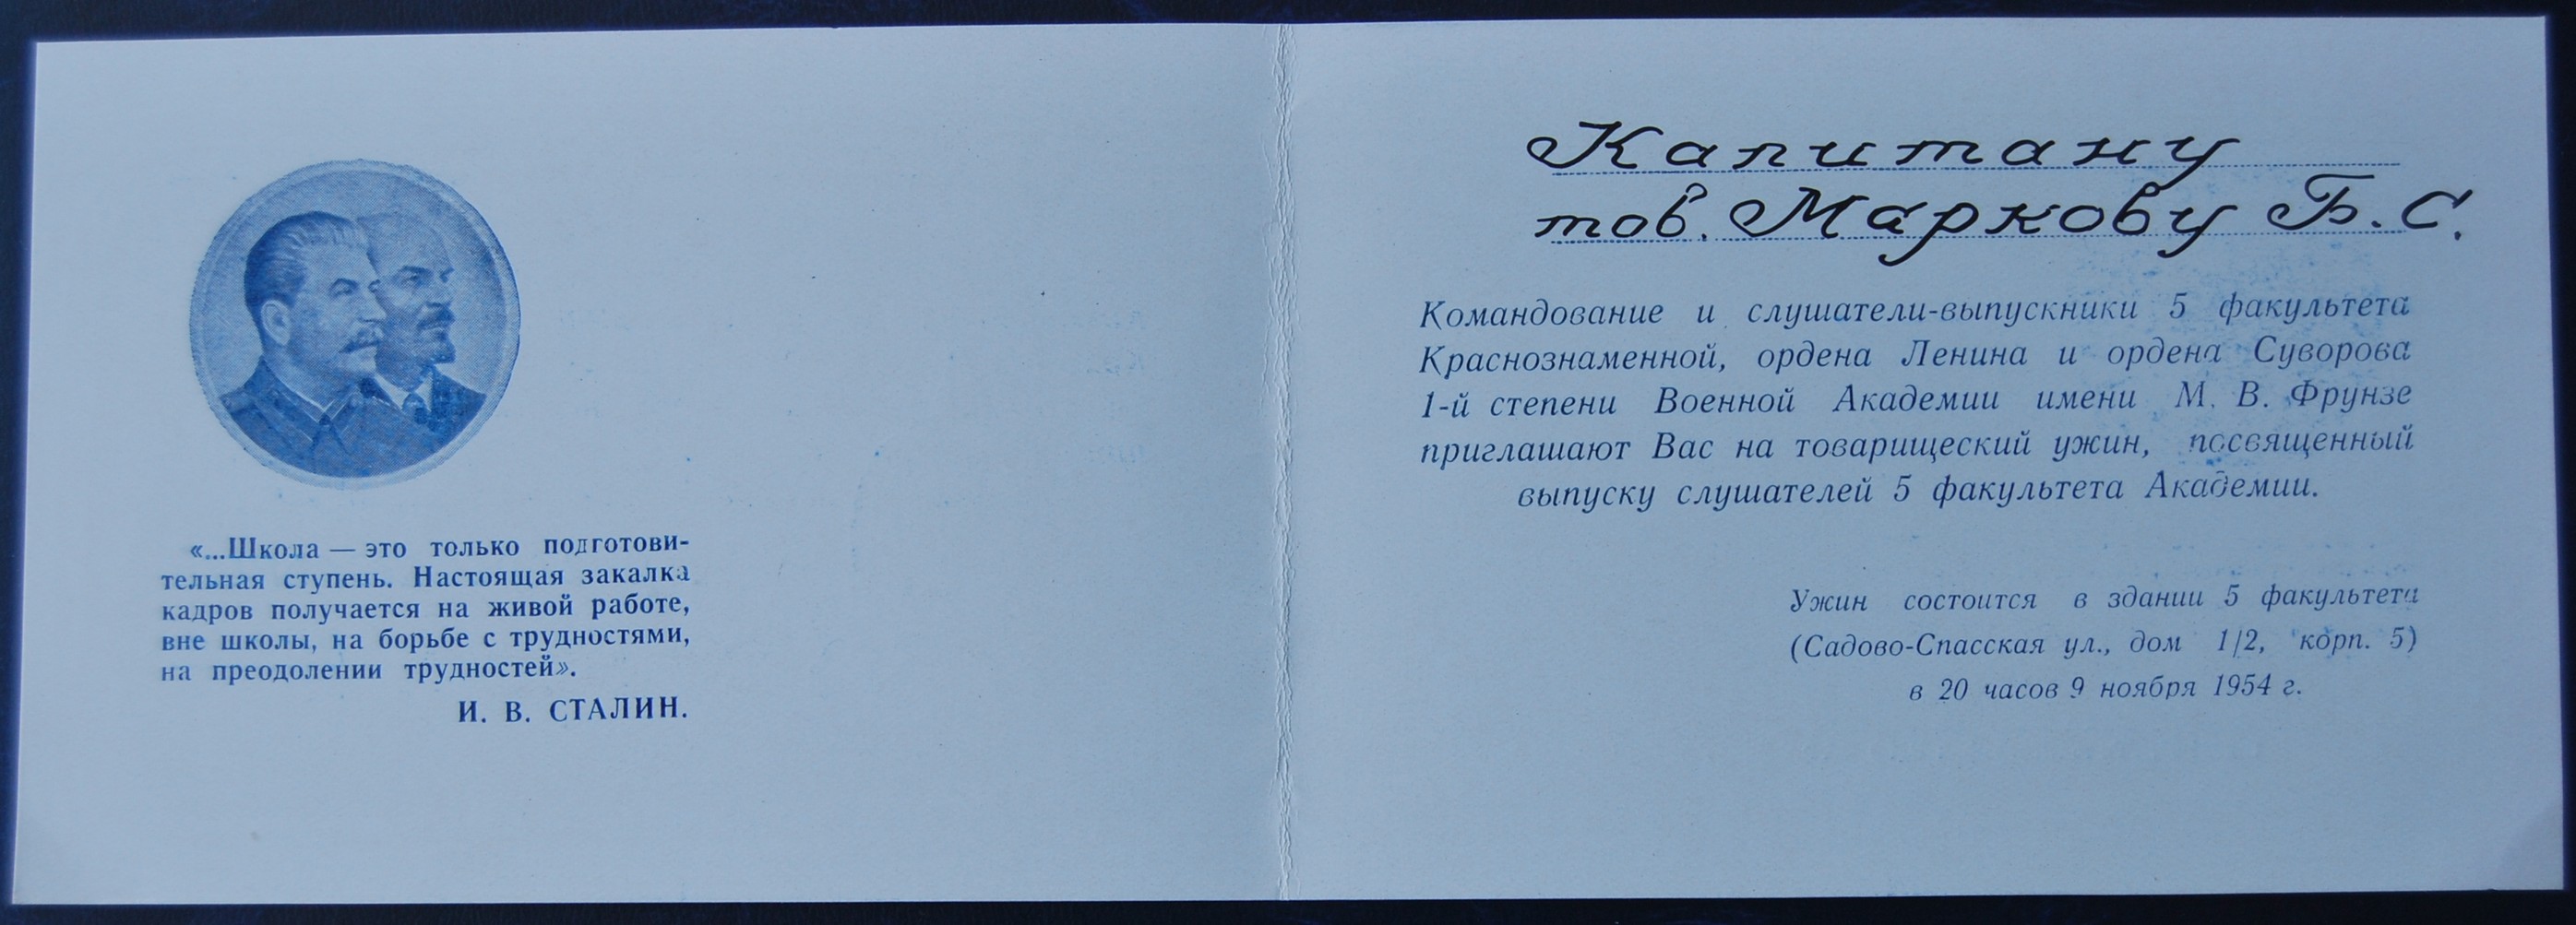 «...Школа — это только подготови-
тельная ступень. Настоящая закалка
кадров получается на живой работе,
вне школы, на борьбе с трудностями,
на преодолении трудностей».
И. В. СТАЛИН.
Капитану
тов. Маркову Б. С.
Командование и слушатели-выпускники 5 факультета
Краснознаменной, ордена Ленина и ордена Суворова
1-й степени Военной Академии имени М. В. Фрунзе
приглашают Вас на товарищеский ужин, посвященный
выпуску слушателей 5 факультета Академии.
Ужин состоится в здании 5 факультета
(Садово-Спасская ул., дом 1/2, корп. 5)
в 20 часов 9 ноября 1954 г.